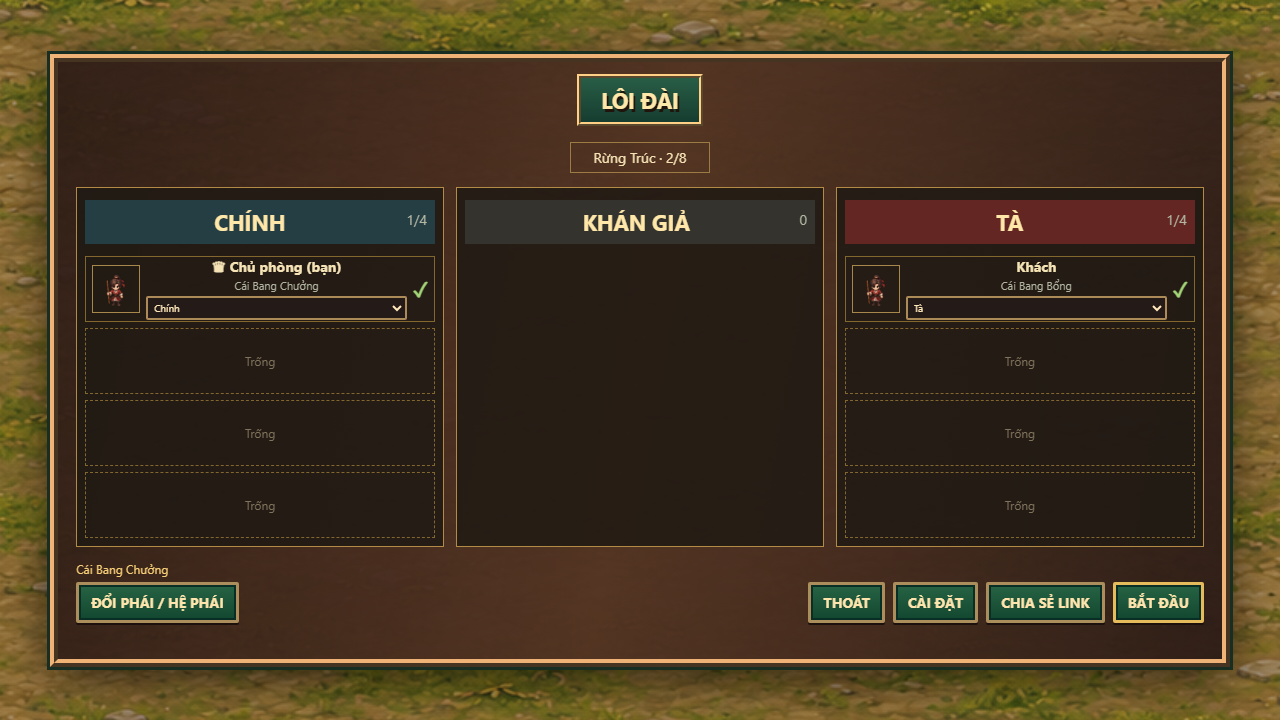 LÔI ĐÀI
Rừng Trúc · 2/8
CHÍNH 1/4
Chủ phòng (bạn)
Cái Bang Chưởng
Chính
Trống
Trống
Trống
KHÁN GIẢ 0
TÀ 1/4
Khách
Cái Bang Bổng
Tà
Trống
Trống
Trống
Cái Bang Chưởng
ĐỔI PHÁI / HỆ PHÁI
THOÁT
CÀI ĐẶT
CHIA SẺ LINK
BẮT ĐẦU